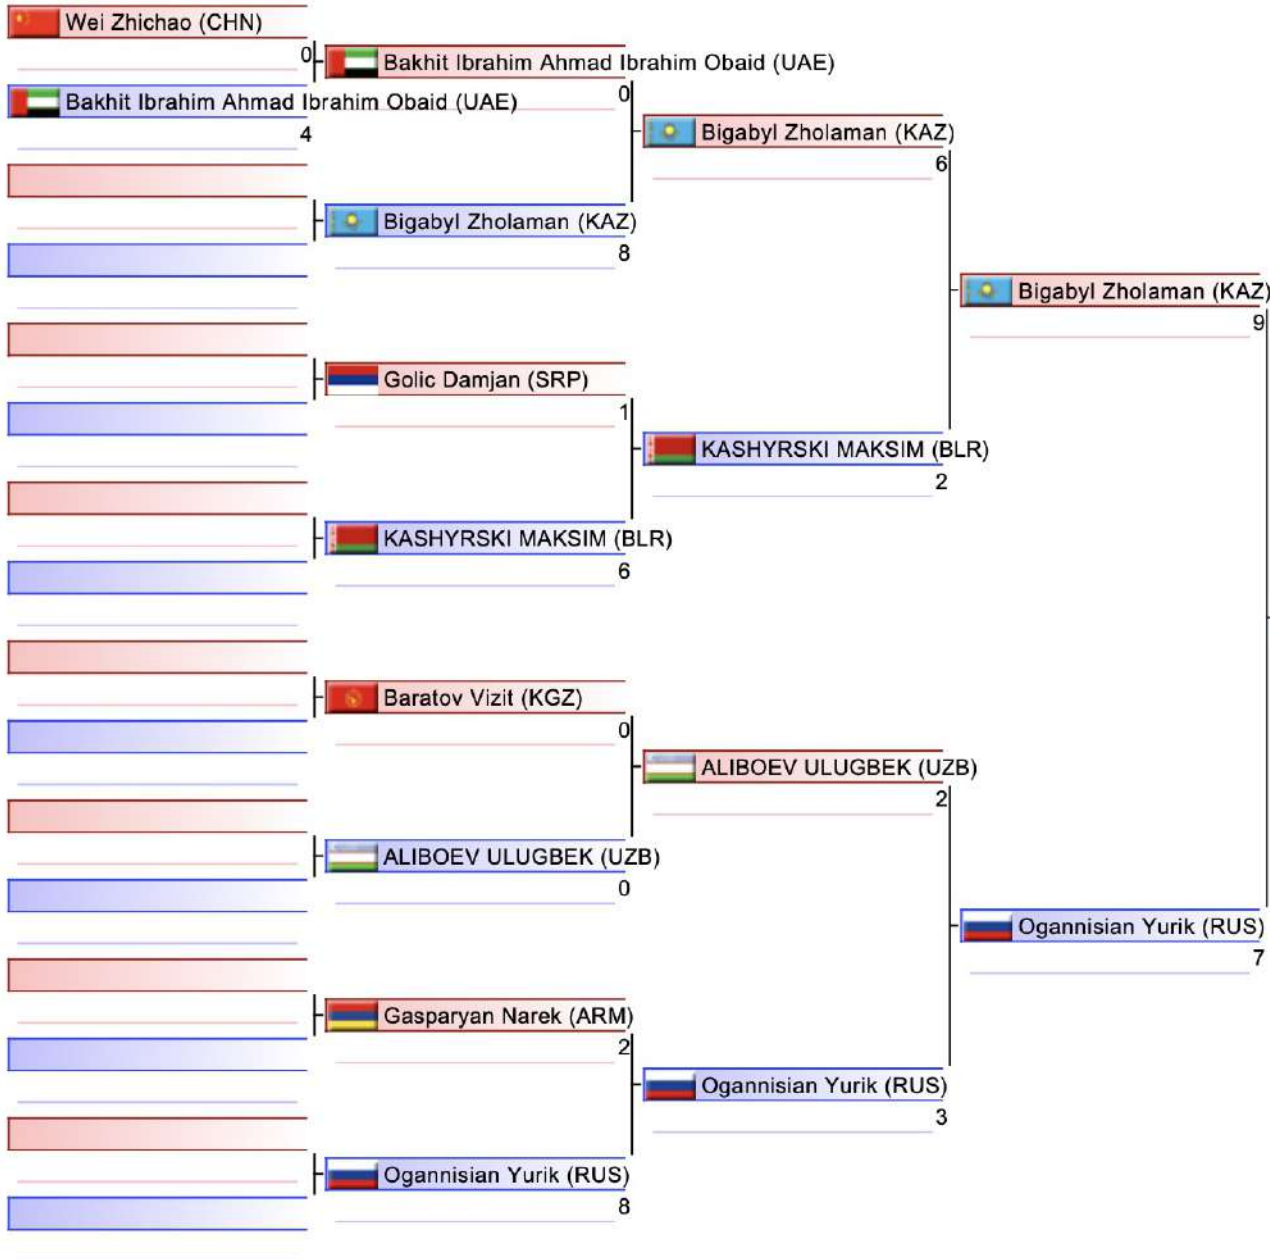 Wei Zhichao (CHN)
0
Bakhit Ibrahim Ahmad Ibrahim Obaid (UAE)
4
Bakhit Ibrahim Ahmad Ibrahim Obaid (UAE)
0
Bigabyl Zholaman (KAZ)
8
Golic Damjan (SRP)
1
KASHYRSKI MAKSIM (BLR)
6
Baratov Vizit (KGZ)
0
ALIBOEV ULUGBEK (UZB)
0
Gasparyan Narek (ARM)
2
Ogannisian Yurik (RUS)
8
Bigabyl Zholaman (KAZ)
6
KASHYRSKI MAKSIM (BLR)
2
ALIBOEV ULUGBEK (UZB)
2
Ogannisian Yurik (RUS)
3
Bigabyl Zholaman (KAZ)
9
Ogannisian Yurik (RUS)
7